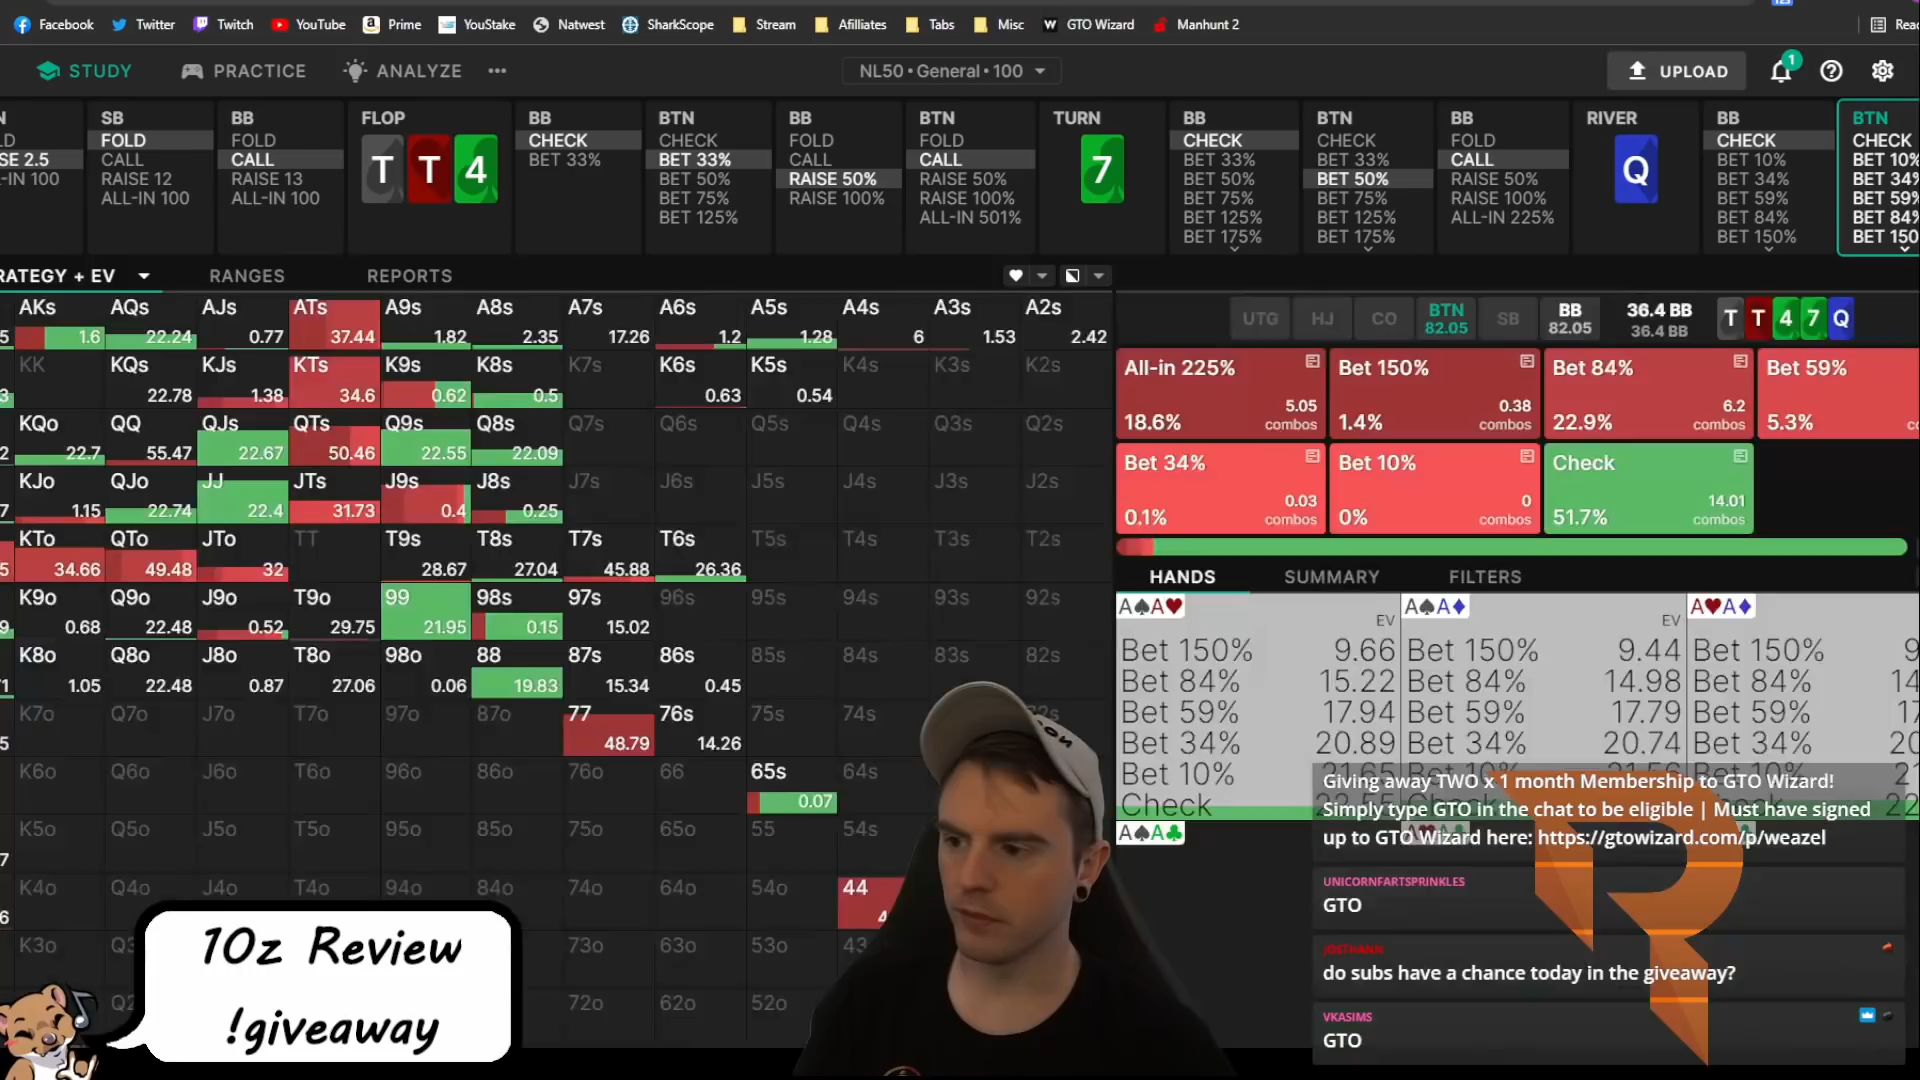 Facebook Twitter Twitch YouTube Prime YouStake Natwest SharkScope Stream Afilliates Tabs Misc GTO Wizard Manhunt 2
STUDY PRACTICE ANALYZE ••• NL50 • General • 100 UPLOAD 1
SB
FOLD
CALL
RAISE 12
ALL-IN 100
BB
FOLD
CALL
RAISE 13
ALL-IN 100
FLOP
T T 4
BB
CHECK
BET 33%
BTN
CHECK
BET 33%
BET 50%
BET 75%
BET 125%
BB
FOLD
CALL
RAISE 50%
RAISE 100%
BTN
FOLD
CALL
RAISE 50%
RAISE 100%
ALL-IN 501%
TURN
7
BB
CHECK
BET 33%
BET 50%
BET 75%
BET 125%
BET 175%
BTN
CHECK
BET 33%
BET 50%
BET 75%
BET 125%
BET 175%
BB
FOLD
CALL
RAISE 50%
RAISE 100%
ALL-IN 225%
RIVER
Q
BB
CHECK
BET 10%
BET 34%
BET 59%
BET 84%
BET 150%
BTN
CHECK
BET 10%
BET 34%
BET 59%
BET 84%
BET 150
RATEGY + EV RANGES REPORTS
AKs AQs AJs ATs A9s A8s A7s A6s A5s A4s A3s A2s
1.6 22.24 0.77 37.44 1.82 2.35 17.26 1.2 1.28 6 1.53 2.42
KK KQs KJs KTs K9s K8s K7s K6s K5s K4s K3s K2s
22.78 1.38 34.6 0.62 0.5 0.63 0.54
KQo QQ QJs QTs Q9s Q8s Q7s Q6s Q5s Q4s Q3s Q2s
22.7 55.47 22.67 50.46 22.55 22.09
KJo QJo JJ JTs J9s J8s J7s J6s J5s J4s J3s J2s
1.15 22.74 22.4 31.73 0.4 0.25
KTo QTo JTo TT T9s T8s T7s T6s T5s T4s T3s T2s
34.66 49.48 32 28.67 27.04 45.88 26.36
K9o Q9o J9o T9o 99 98s 97s 96s 95s 94s 93s 92s
0.68 22.48 0.52 29.75 21.95 0.15 15.02
K8o Q8o J8o T8o 98o 88 87s 86s 85s 84s 83s 82s
1.05 22.48 0.87 27.06 0.06 19.83 15.34 0.45
K7o Q7o J7o T7o 97o 87o 77 76s 75s 74s
48.79 14.26
K6o Q6o J6o T6o 96o 86o 76o 66 65s 64s
0.07
K5o Q5o J5o T5o 95o 85o 75o 65o 55 54s
K4o Q4o J4o T4o 94o 84o 74o 64o 54o 44
K3o 73o 63o 53o 43
Q2 72o 62o 52o
UTG HJ CO BTN 82.05 SB BB 82.05 36.4 BB 36.4 BB T T 4 7 Q
All-in 225% 18.6% 5.05 combos
Bet 150% 1.4% 0.38 combos
Bet 84% 22.9% 6.2 combos
Bet 59% 5.3%
Bet 34% 0.1% 0.03 combos
Bet 10% 0% 0 combos
Check 51.7% 14.01 combos
HANDS SUMMARY FILTERS
A♠A♥ A♠A♦ A♥A♦
EV EV
Bet 150% 9.66 Bet 150% 9.44 Bet 150%
Bet 84% 15.22 Bet 84% 14.98 Bet 84% 14
Bet 59% 17.94 Bet 59% 17.79 Bet 59%
Bet 34% 20.89 Bet 34% 20.74 Bet 34% 20
Bet 10%
Check
A♠A♣
Giving away TWO x 1 month Membership to GTO Wizard!
Simply type GTO in the chat to be eligible | Must have signed
up to GTO Wizard here: https://gtowizard.com/p/weazel
UNICORNFARTSPRINKLES
GTO
JOSTHANN
do subs have a chance today in the giveaway?
VKASIMS
GTO
10z Review
!giveaway